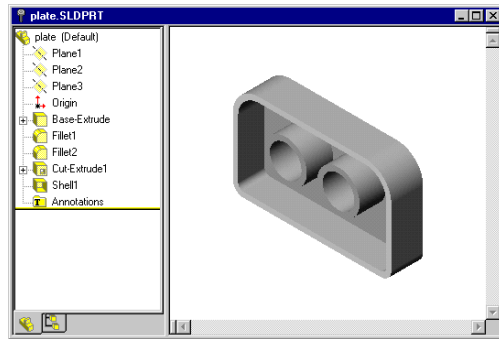 plate.SLDPRT
plate (Default)
Plane1
Plane2
Plane3
Origin
Base-Extrude
Fillet1
Fillet2
Cut-Extrude1
Shell1
Annotations